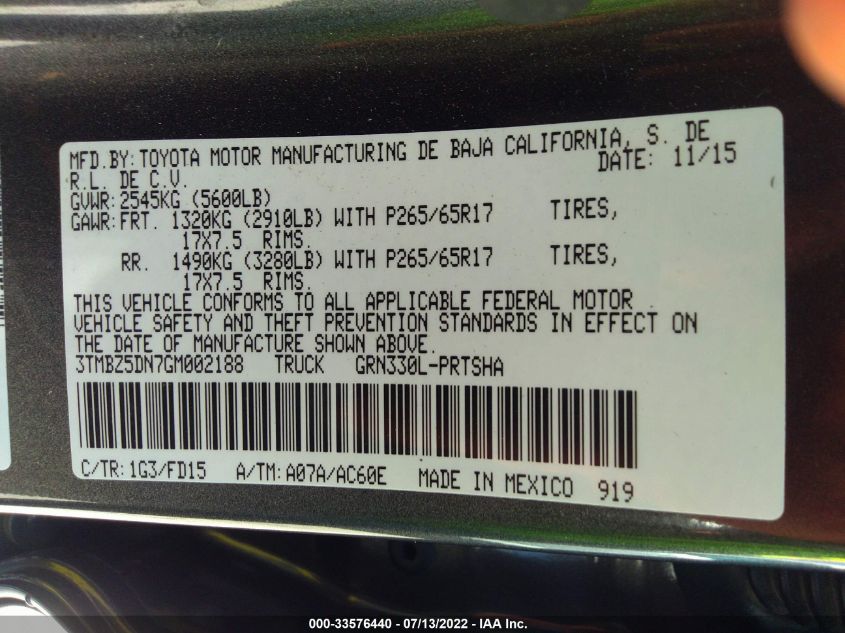 MFD.BY:TOYOTA MOTOR MANUFACTURING DE BAJA CALIFORNIA, S. DE
R.L. DE C.V. DATE: 11/15
GVWR:2545KG (5600LB)
GAWR:FRT. 1320KG (2910LB) WITH P265/65R17 TIRES,
17X7.5 RIMS.
RR. 1490KG (3280LB) WITH P265/65R17 TIRES,
17X7.5 RIMS.
THIS VEHICLE CONFORMS TO ALL APPLICABLE FEDERAL MOTOR
VEHICLE SAFETY AND THEFT PREVENTION STANDARDS IN EFFECT ON
THE DATE OF MANUFACTURE SHOWN ABOVE.
3TMBZ5DN7GM002188 TRUCK GRN330L-PRTSHA
C/TR:1G3/FD15 A/TM:A07A/AC60E MADE IN MEXICO 919
000-33576440 - 07/13/2022 - IAA Inc.